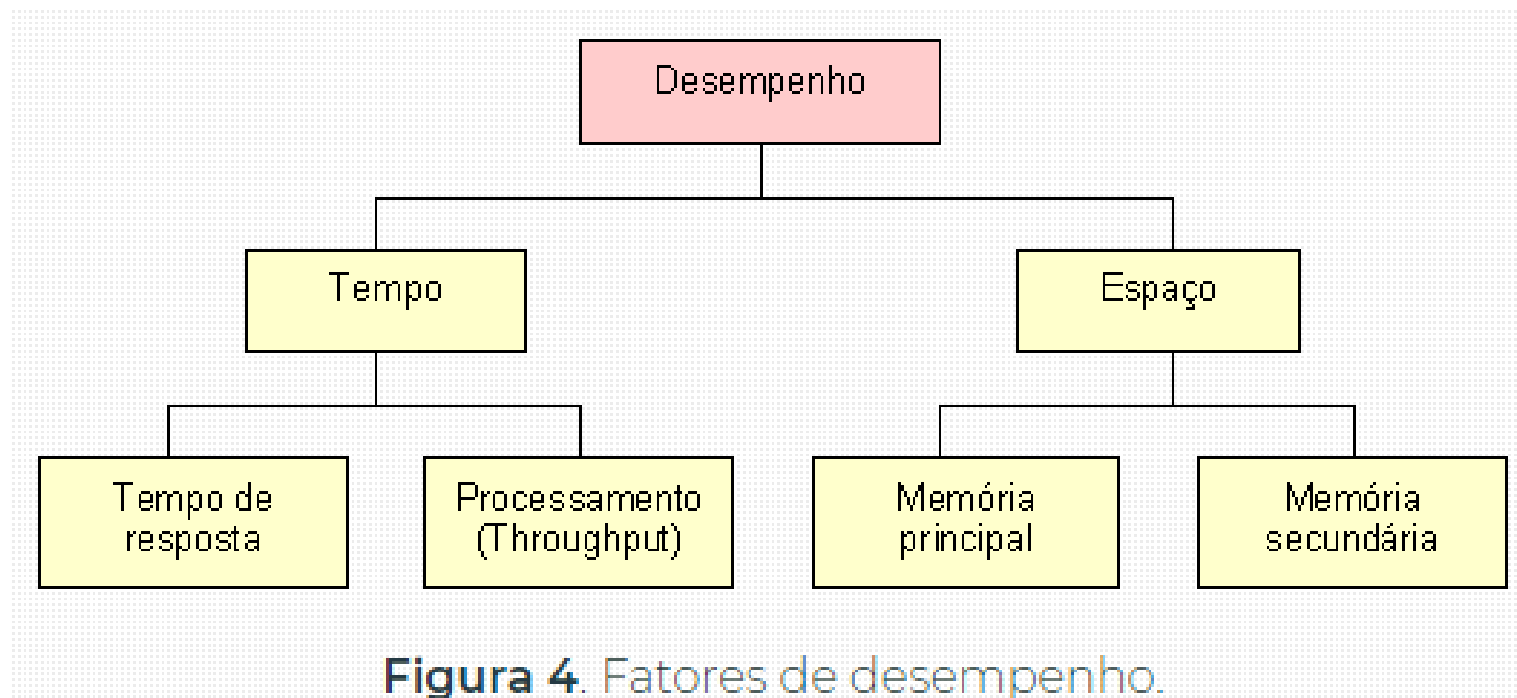 Desempenho
Tempo
Espaço
Tempo de
resposta
Processamento
(Throughput)
Memória
principal
Memória
secundária
Figura 4. Fatores de desempenho.